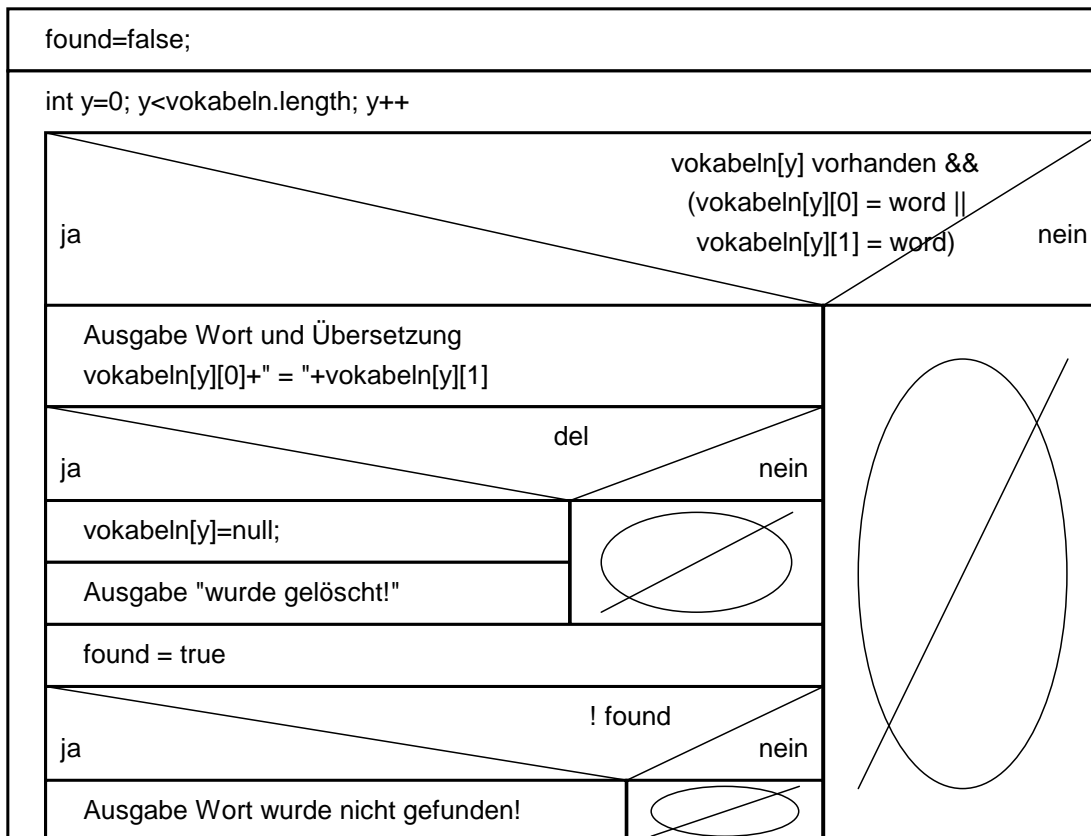 found=false;
int y=0; y<vokabeln.length; y++
vokabeln[y] vorhanden &&
(vokabeln[y][0] = word ||
vokabeln[y][1] = word)
ja
nein
Ausgabe Wort und Übersetzung
vokabeln[y][0]+" = "+vokabeln[y][1]
del
ja
nein
vokabeln[y]=null;
Ausgabe "wurde gelöscht!"
found = true
! found
ja
nein
Ausgabe Wort wurde nicht gefunden!